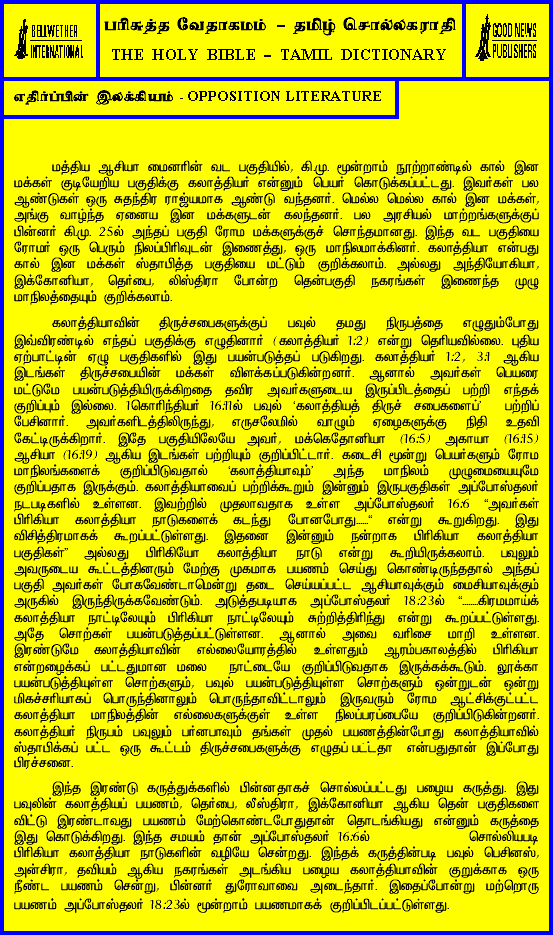 BELLWETHER
INTERNATIONAL
பரிசுத்த வேதாகமம் – தமிழ் சொல்லகராதி
THE HOLY BIBLE – TAMIL DICTIONARY
GOOD NEWS
PUBLISHERS
எதிர்ப்பின் இலக்கியம் - OPPOSITION LITERATURE
மத்திய ஆசியா மைனரின் வட பகுதியில், கி.மு. மூன்றாம் நூற்றாண்டில் கால் இன
மக்கள் குடியேறிய பகுதிக்கு கலாத்தியர் என்னும் பெயர் கொடுக்கப்பட்டது. இவர்கள் பல
ஆண்டுகள் ஒரு சுதந்திர ராஜ்யமாக ஆண்டு வந்தனர். மெல்ல மெல்ல கால் இன மக்கள்,
அங்கு வாழ்ந்த ஏனைய இன மக்களுடன் கலந்தனர். பல அரசியல் மாற்றங்களுக்குப்
பின்னர் கி.மு. 25ல் அந்தப் பகுதி ரோம மக்களுக்குச் சொந்தமானது. இந்த வட பகுதியை
ரோமர் ஒரு பெரும் நிலப்பிரிவுடன் இணைத்து, ஒரு மாநிலமாக்கினர். கலாத்தியா என்பது
கால் இன மக்கள் ஸ்தாபித்த பகுதியை மட்டும் குறிக்கலாம். அல்லது அந்தியோகியா,
இக்கோனியா, தெர்பை, லிஸ்திரா போன்ற தென்பகுதி நகரங்கள் இணைந்த முழு
மாநிலத்தையும் குறிக்கலாம்.
கலாத்தியாவின் திருச்சபைகளுக்குப் பவுல் தமது நிருபத்தை எழுதும்போது
இவ்விரண்டில் எந்தப் பகுதிக்கு எழுதினார் (கலாத்தியர் 1:2) என்று தெரியவில்லை. புதிய
ஏற்பாட்டின் ஏழு பகுதிகளில் இது பயன்படுத்தப் படுகிறது. கலாத்தியர் 1:2, 3:1 ஆகிய
இடங்கள் திருச்சபையின் மக்கள் விளக்கப்படுகின்றனர். ஆனால் அவர்கள் பெயரை
மட்டுமே பயன்படுத்தியிருக்கிறதை தவிர அவர்களுடைய இருப்பிடத்தைப் பற்றி எந்தக்
குறிப்பும் இல்லை. 1கொரிந்தியர் 16:1ல் பவுல் ‘கலாத்தியத் திருச் சபைகளைப்’ பற்றிப்
பேசினார். அவர்களிடத்திலிருந்து, எருசலேமில் வாழும் ஏழைகளுக்கு நிதி உதவி
கேட்டிருக்கிறார். இதே பகுதியிலேயே அவர், மக்கெதோனியா (16:5) அகாயா (16:15)
ஆசியா (16:19) ஆகிய இடங்கள் பற்றியும் குறிப்பிட்டார். கடைசி மூன்று பெயர்களும் ரோம
மாநிலங்களைக் குறிப்பிடுவதால் ‘கலாத்தியாவும்’ அந்த மாநிலம் முழுமையையுமே
குறிப்பதாக இருக்கும். கலாத்தியாவைப் பற்றிக்கூறும் இன்னும் இருபகுதிகள் அப்போஸ்தலர்
நடபடிகளில் உள்ளன. இவற்றில் முதலாவதாக உள்ள அப்போஸ்தலர் 16:6 “அவர்கள்
பிரிகியா கலாத்தியா நாடுகளைக் கடந்து போனபோது......“ என்று கூறுகிறது. இது
விசித்திரமாகக் கூறப்பட்டுள்ளது. இதனை இன்னும் நன்றாக பிரிகியா கலாத்தியா
பகுதிகள்” அல்லது பிரிகியோ கலாத்தியா நாடு என்று கூறியிருக்கலாம். பவுலும்
அவருடைய கூட்டத்தினரும் மேற்கு முகமாக பயணம் செய்து கொண்டிருந்ததால் அந்தப்
பகுதி அவர்கள் போகவேண்டாமென்று தடை செய்யப்பட்ட ஆசியாவுக்கும் மைசியாவுக்கும்
அருகில் இருந்திருக்கவேண்டும். அடுத்தபடியாக அப்போஸ்தலர் 18:23ல் “.......கிரமமாய்க்
கலாத்தியா நாட்டிலேயும் பிரிகியா நாட்டிலேயும் சுற்றித்திரிந்து என்று கூறப்பட்டுள்ளது.
அதே சொற்கள் பயன்படுத்தப்பட்டுள்ளன. ஆனால் அவை வரிசை மாறி உள்ளன.
இரண்டுமே கலாத்தியாவின் எல்லையோரத்தில் உள்ளதும் ஆரம்பகாலத்தில் பிரிகியா
என்றழைக்கப் பட்டதுமான மலை நாட்டையே குறிப்பிடுவதாக இருக்கக்கூடும். லூக்கா
பயன்படுத்தியுள்ள சொற்களும், பவுல் பயன்படுத்தியுள்ள சொற்களும் ஒன்றுடன் ஒன்று
மிகச்சரியாகப் பொருந்தினாலும் பொருந்தாவிட்டாலும் இருவரும் ரோம ஆட்சிக்குட்பட்ட
கலாத்தியா மாநிலத்தின் எல்லைகளுக்குள் உள்ள நிலப்பரப்பையே குறிப்பிடுகின்றனர்.
கலாத்தியர் நிருபம் பவுலும் பர்னபாவும் தங்கள் முதல் பயணத்தின்போது கலாத்தியாவில்
ஸ்தாபிக்கப் பட்ட ஒரு கூட்டம் திருச்சபைகளுக்கு எழுதப் பட்டதா என்பதுதான் இப்போது
பிரச்சனை.
இந்த இரண்டு கருத்துக்களில் பின்னதாகச் சொல்லப்பட்டது பழைய கருத்து. இது
பவுலின் கலாத்தியப் பயணம், தெர்பை, லீஸ்திரா, இக்கோனியா ஆகிய தென் பகுதிகளை
விட்டு இரண்டாவது பயணம் மேற்கொண்டபோதுதான் தொடங்கியது என்னும் கருத்தை
இது கொடுக்கிறது. இந்த சமயம் தான் அப்போஸ்தலர் 16:6ல் சொல்லியபடி
பிரிகியா கலாத்தியா நாடுகளின் வழியே சென்றது. இந்தக் கருத்தின்படி பவுல் பெசினஸ்,
அன்சிரா, தவியம் ஆகிய நகரங்கள் அடங்கிய பழைய கலாத்தியாவின் குறுக்காக ஒரு
நீண்ட பயணம் சென்று, பின்னர் துரோவாவை அடைந்தார். இதைப்போன்று மற்றொரு
பயணம் அப்போஸ்தலர் 18:23ல் மூன்றாம் பயணமாகக் குறிப்பிடப்பட்டுள்ளது.